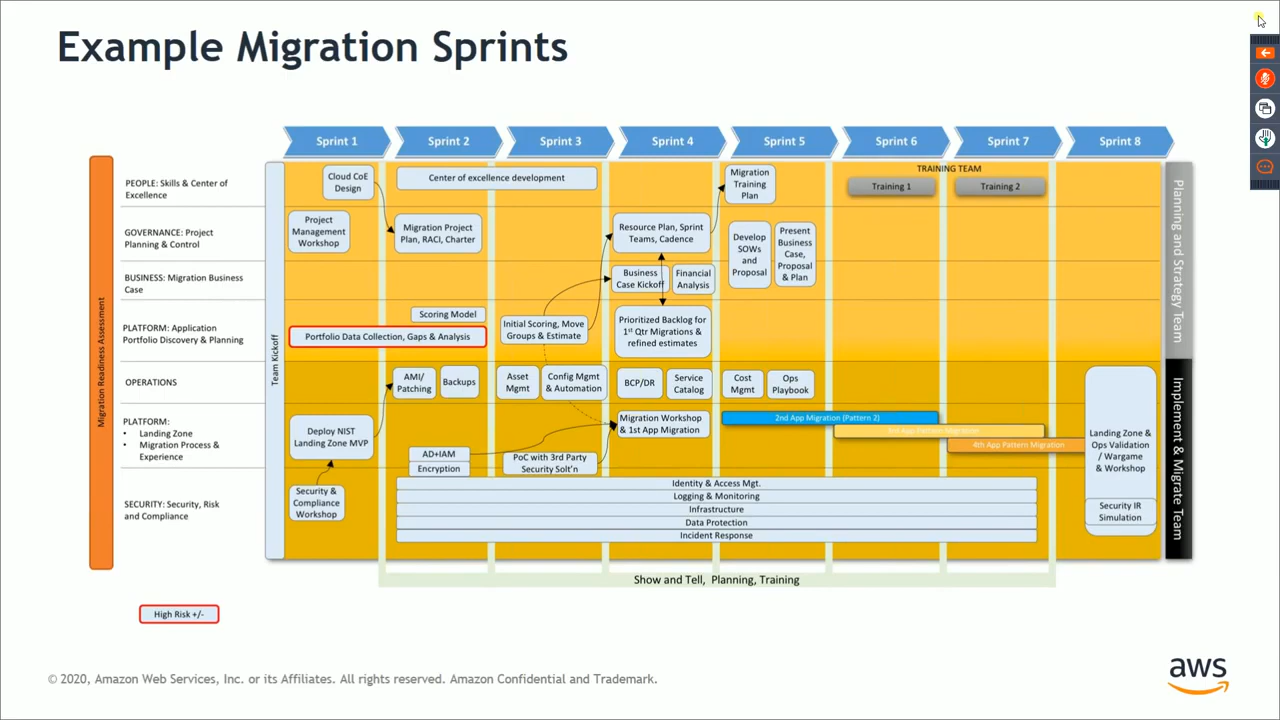 Example Migration Sprints
Sprint 1
Sprint 2
Sprint 3
Sprint 4
Sprint 5
Sprint 6
Sprint 7
Sprint 8
Migration Readiness Assessment
Team Kickoff
PEOPLE: Skills & Center of
Excellence
Cloud CoE
Design
Center of excellence development
Migration
Training
Plan
TRAINING TEAM
Training 1
Training 2
GOVERNANCE: Project
Planning & Control
Project
Management
Workshop
Migration Project
Plan, RACI, Charter
Resource Plan, Sprint
Teams, Cadence
Develop
SOWs
and
Proposal
Present
Business
Case,
Proposal
& Plan
BUSINESS: Migration Business
Case
Business
Case Kickoff
Financial
Analysis
PLATFORM: Application
Portfolio Discovery & Planning
Scoring Model
Portfolio Data Collection, Gaps & Analysis
Initial Scoring, Move
Groups & Estimate
Prioritized Backlog for
1st Qtr Migrations &
refined estimates
OPERATIONS
AMI/
Patching
Backups
Asset
Mgmt
Config Mgmt
& Automation
BCP/DR
Service
Catalog
Cost
Mgmt
Ops
Playbook
PLATFORM:
• Landing Zone
• Migration Process &
Experience
Deploy NIST
Landing Zone MVP
AD+IAM
Encryption
PoC with 3rd Party
Security Solt'n
Migration Workshop
& 1st App Migration
2nd App Migration (Pattern 2)
3rd App Pattern Migration
4th App Pattern Migration
Landing Zone &
Ops Validation
/ Wargame
& Workshop
SECURITY: Security, Risk
and Compliance
Security &
Compliance
Workshop
Identity & Access Mgt.
Logging & Monitoring
Infrastructure
Data Protection
Incident Response
Security IR
Simulation
Planning and Strategy Team
Implement & Migrate Team
Show and Tell, Planning, Training
High Risk +/-
© 2020, Amazon Web Services, Inc. or its Affiliates. All rights reserved. Amazon Confidential and Trademark.
aws